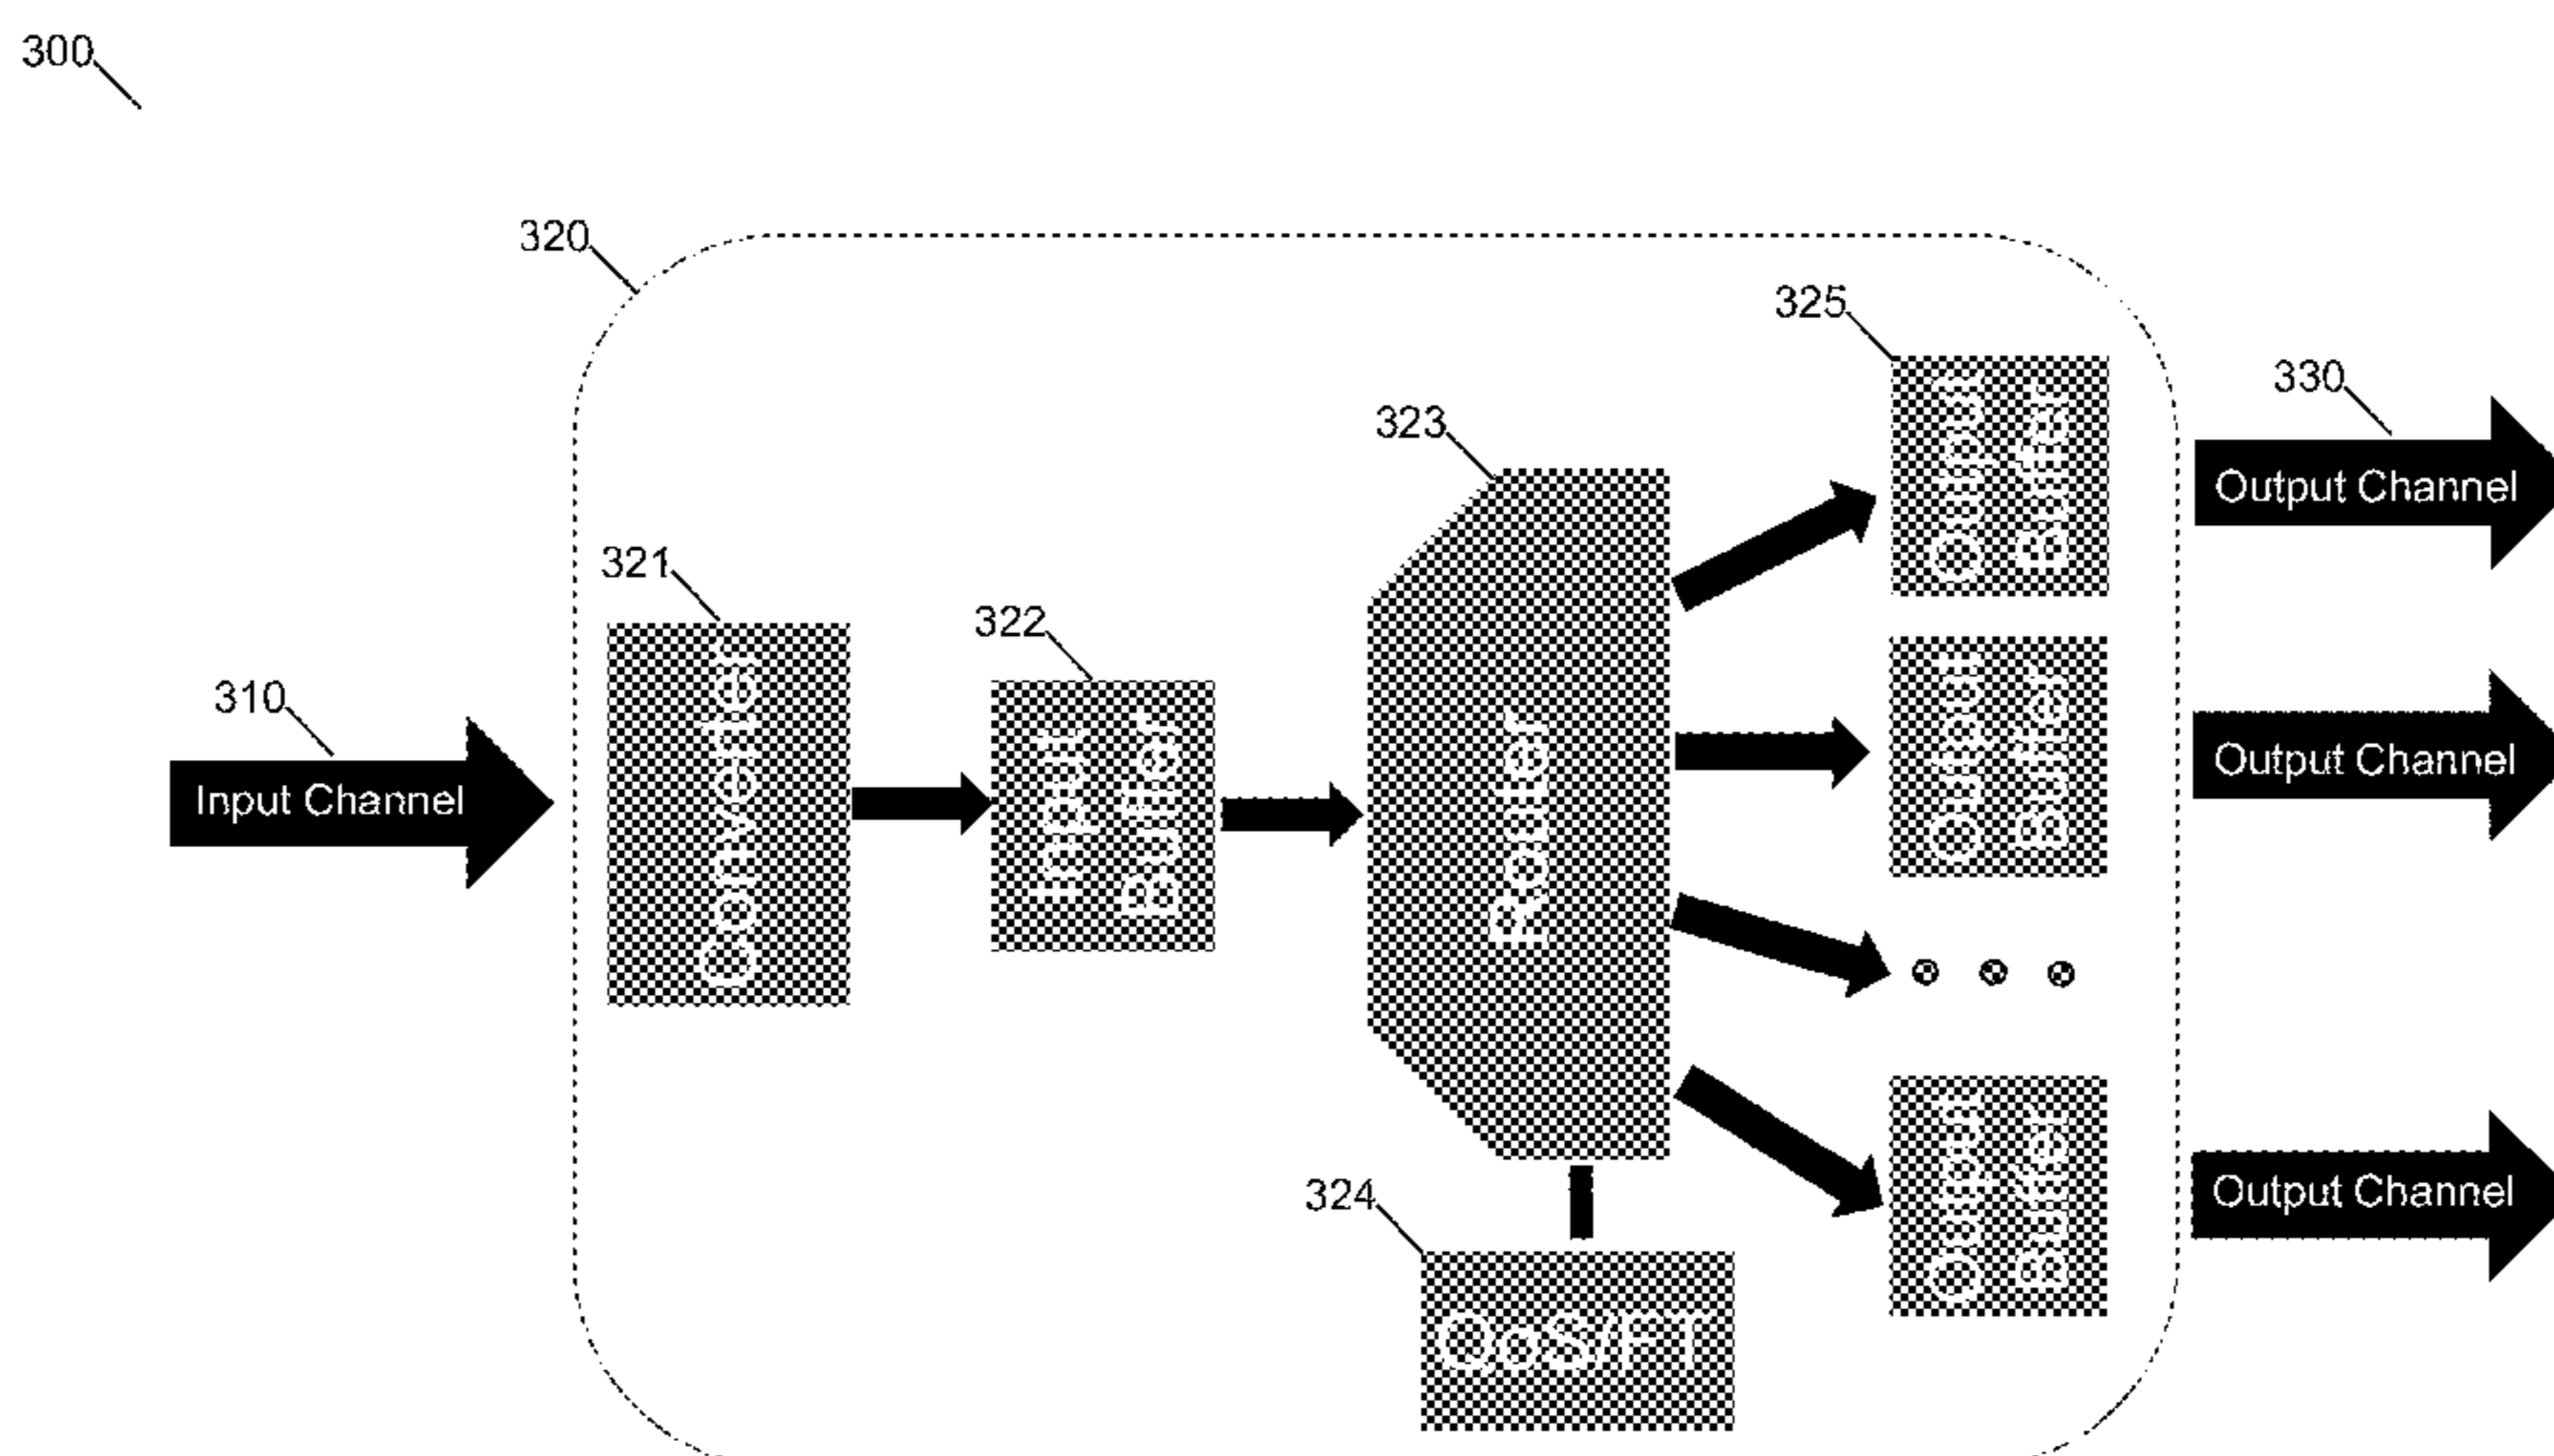 300
320
325
330
Output
Buffer
Output Channel
323
321
322
310
Input Channel
Converter
Input
Buffer
Router
Output
Buffer
Output Channel
324
QoS/FT
Output
Buffer
Output Channel